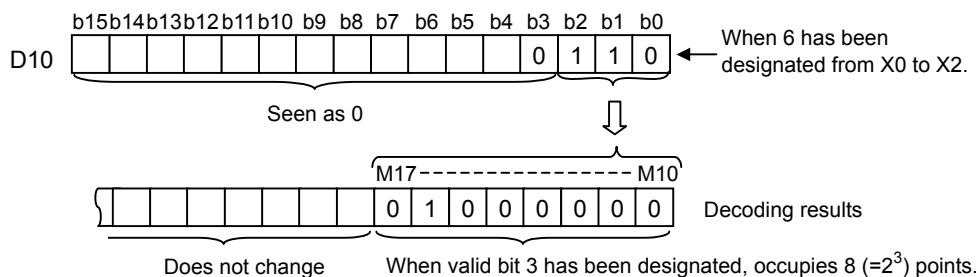 b15 b14 b13 b12 b11 b10 b9 b8 b7 b6 b5 b4 b3 b2 b1 b0
D10 0 1 1 0
When 6 has been
designated from X0 to X2.
Seen as 0
M17 M10
0 1 0 0 0 0 0 0 Decoding results
Does not change When valid bit 3 has been designated, occupies 8 (=2³) points.